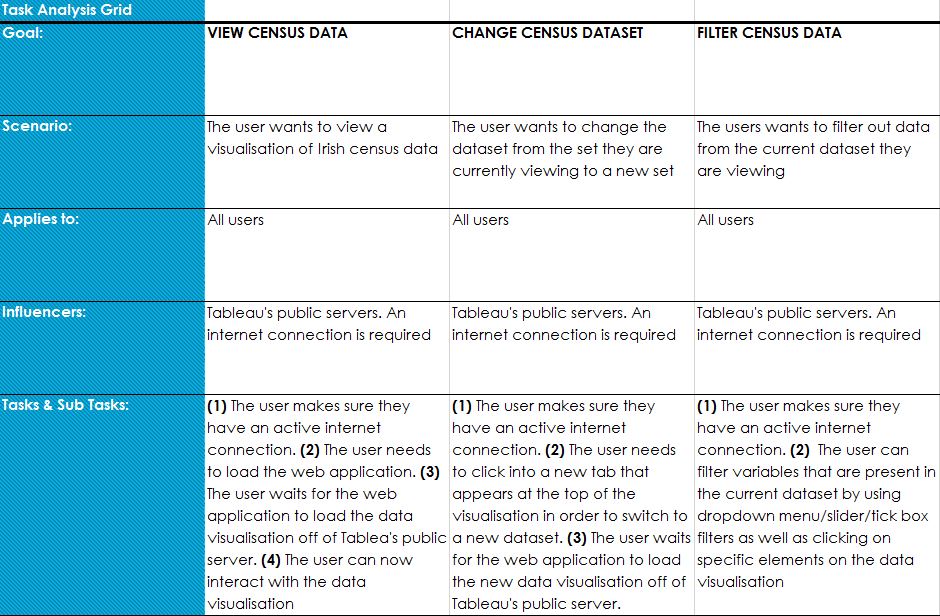 Task Analysis Grid
Goal:
VIEW CENSUS DATA
CHANGE CENSUS DATASET
FILTER CENSUS DATA
Scenario:
The user wants to view a
visualisation of Irish census data
The user wants to change the
dataset from the set they are
currently viewing to a new set
The users wants to filter out data
from the current dataset they
are viewing
Applies to:
All users
All users
All users
Influencers:
Tableau's public servers. An
internet connection is required
Tableau's public servers. An
internet connection is required
Tableau's public servers. An
internet connection is required
Tasks & Sub Tasks:
(1) The user makes sure they
have an active internet
connection. (2) The user needs
to load the web application. (3)
The user waits for the web
application to load the data
visualisation off of Tablea's public
server. (4) The user can now
interact with the data
visualisation
(1) The user makes sure they
have an active internet
connection. (2) The user needs
to click into a new tab that
appears at the top of the
visualisation in order to switch to
a new dataset. (3) The user waits
for the web application to load
the new data visualisation off of
Tableau's public server.
(1) The user makes sure they
have an active internet
connection. (2)  The user can
filter variables that are present in
the current dataset by using
dropdown menu/slider/tick box
filters as well as clicking on
specific elements on the data
visualisation